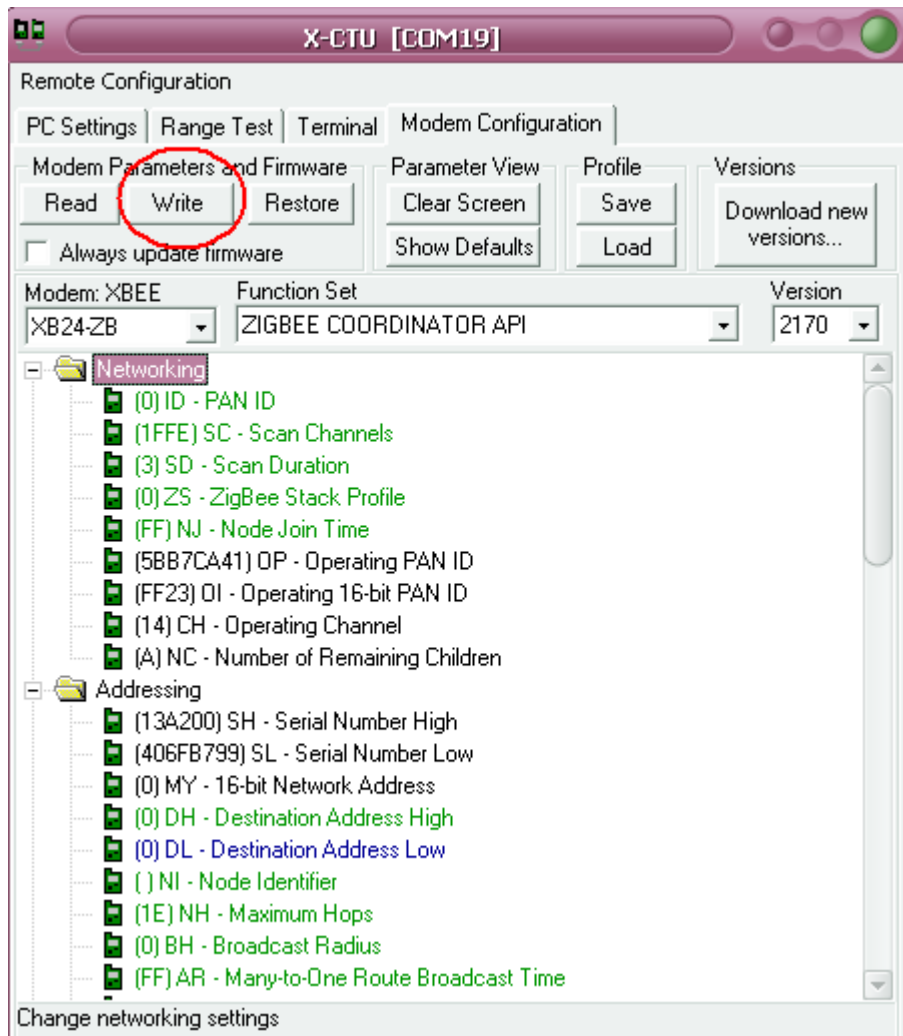 X-CTU [COM19]
Remote Configuration
PC Settings Range Test Terminal Modem Configuration
Modem Parameters and Firmware Parameter View Profile Versions
Read Write Restore Clear Screen Save Download new versions...
Always update firmware Show Defaults Load
Modem: XBEE Function Set Version
XB24-ZB ZIGBEE COORDINATOR API 2170
Networking
(0) ID - PAN ID
(1FFE) SC - Scan Channels
(3) SD - Scan Duration
(0) ZS - ZigBee Stack Profile
(FF) NJ - Node Join Time
(5BB7CA41) OP - Operating PAN ID
(FF23) OI - Operating 16-bit PAN ID
(14) CH - Operating Channel
(A) NC - Number of Remaining Children
Addressing
(13A200) SH - Serial Number High
(406FB799) SL - Serial Number Low
(0) MY - 16-bit Network Address
(0) DH - Destination Address High
(0) DL - Destination Address Low
( ) NI - Node Identifier
(1E) NH - Maximum Hops
(0) BH - Broadcast Radius
(FF) AR - Many-to-One Route Broadcast Time
Change networking settings